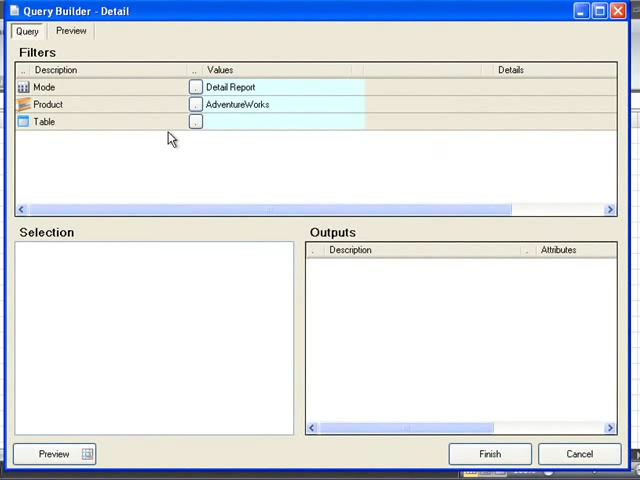 Query Builder - Detail
Query Preview
Filters
.. Description .. Values Details
Mode . Detail Report
Product . AdventureWorks
Table .
Selection Outputs
. Description . Attributes
Preview Finish Cancel